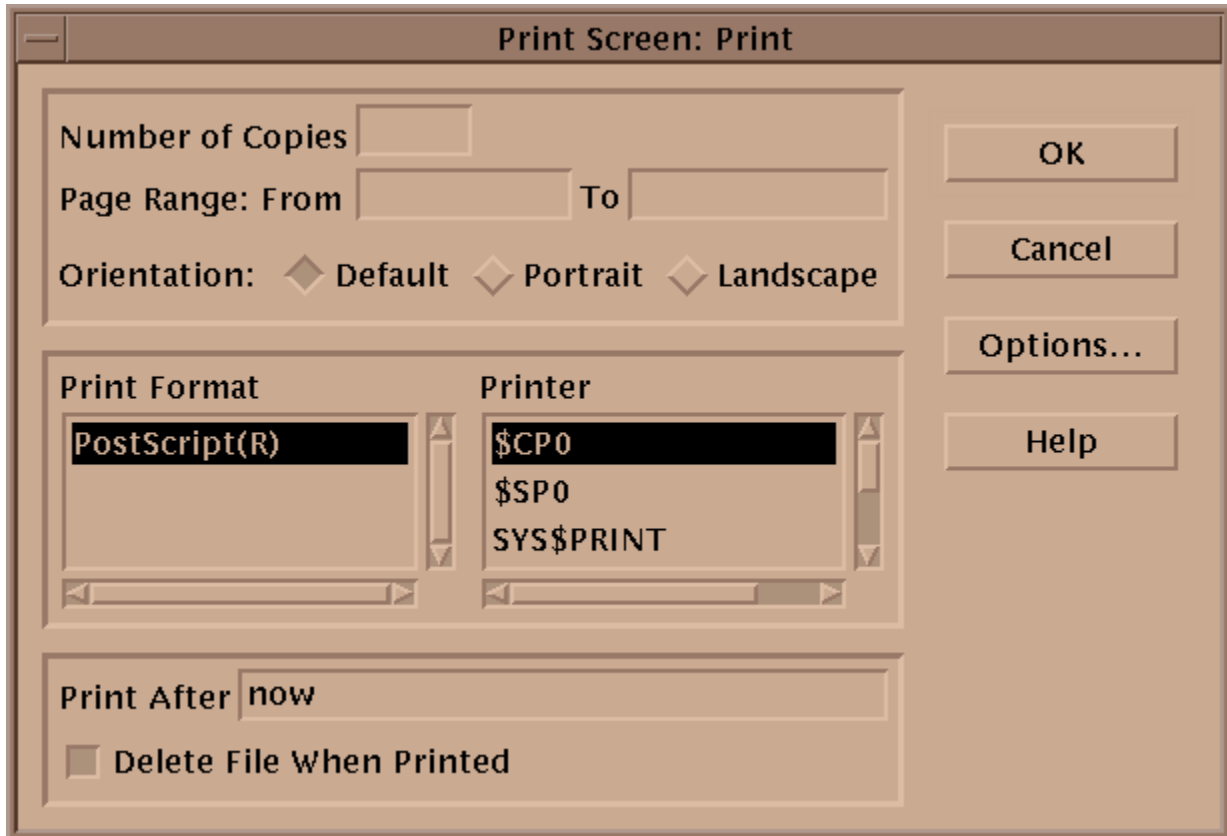 Print Screen: Print
Number of Copies
Page Range: From To
Orientation: Default Portrait Landscape
Print Format
PostScript(R)
Printer
$CP0
$SP0
SYS$PRINT
Print After now
Delete File When Printed
OK
Cancel
Options...
Help